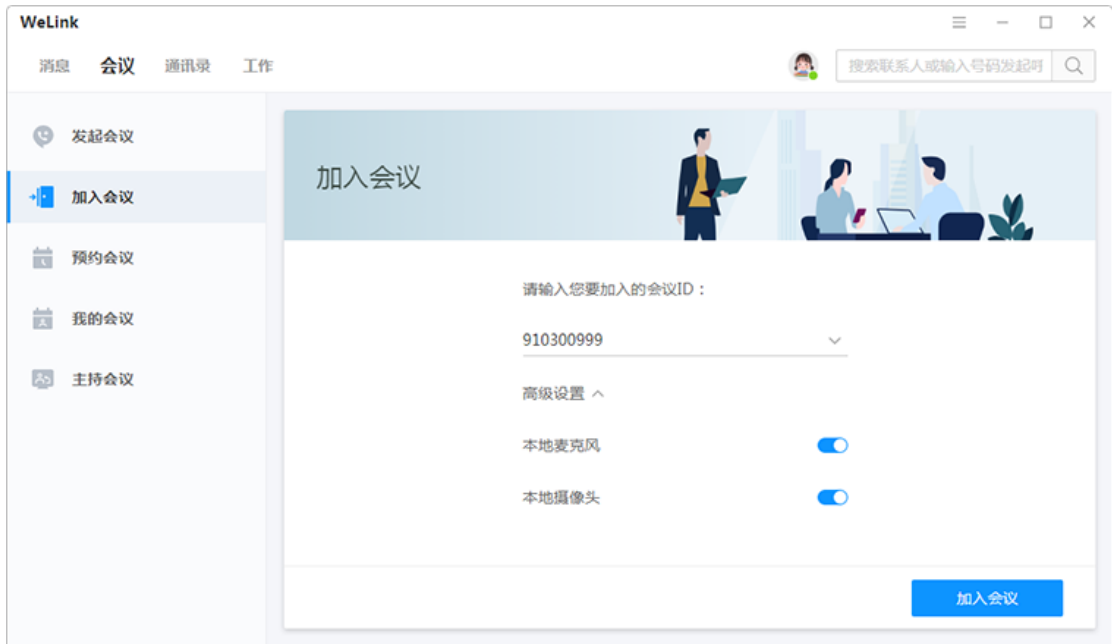 WeLink
消息 会议 通讯录 工作
搜索联系人或输入号码发起呼
发起会议
加入会议
预约会议
我的会议
主持会议
加入会议
请输入您要加入的会议ID：
910300999
高级设置
本地麦克风
本地摄像头
加入会议